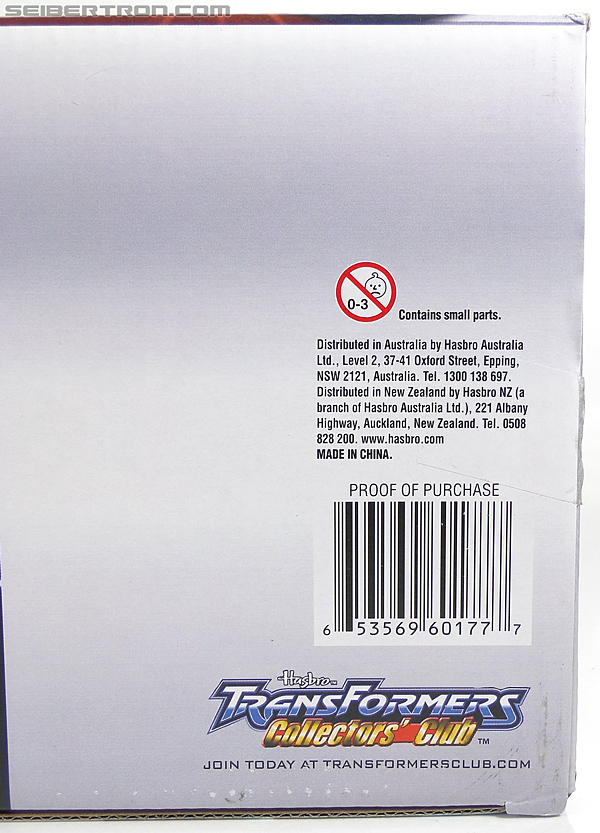 SEIBERTRON.COM
0-3
Contains small parts.
Distributed in Australia by Hasbro Australia
Ltd., Level 2, 37-41 Oxford Street, Epping,
NSW 2121, Australia. Tel. 1300 138 697.
Distributed in New Zealand by Hasbro NZ (a
branch of Hasbro Australia Ltd.), 221 Albany
Highway, Auckland, New Zealand. Tel. 0508
828 200. www.hasbro.com
MADE IN CHINA.
PROOF OF PURCHASE
6 53569 60177 7
Hasbro™
TRANSFORMERS
Collectors' Club™
JOIN TODAY AT TRANSFORMERSCLUB.COM